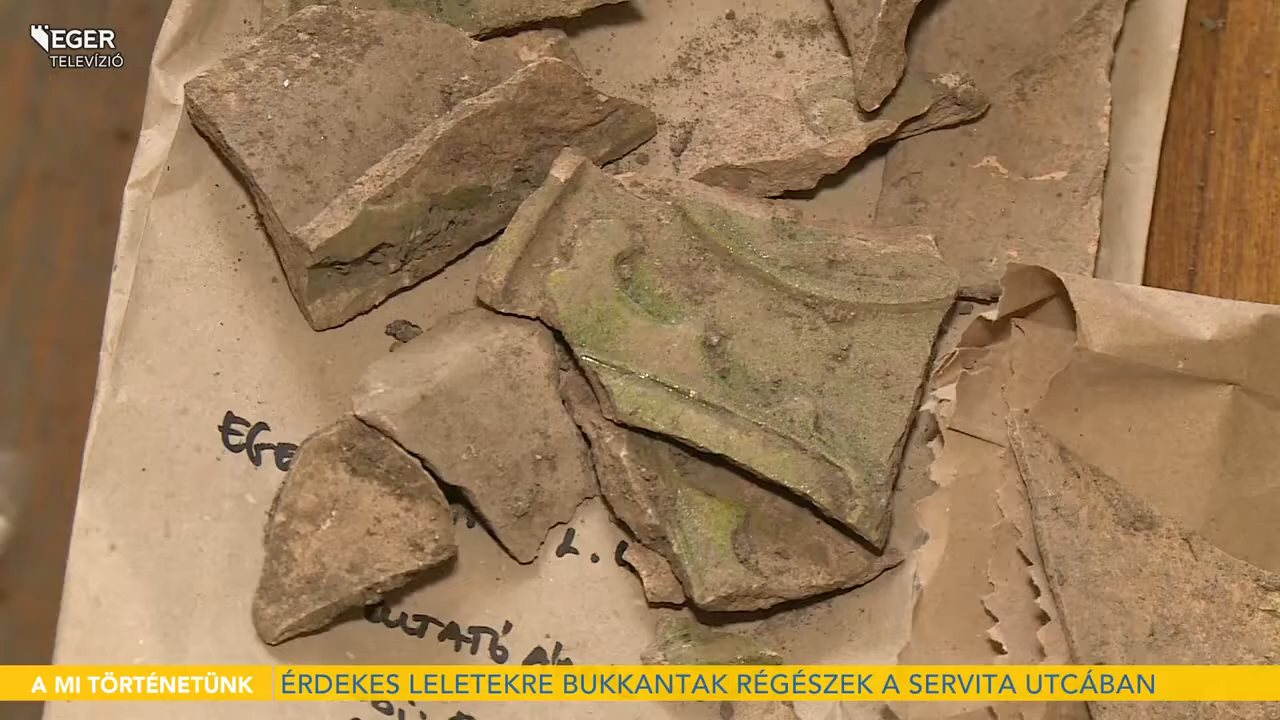 EGER
TELEVÍZIÓ
EGE
L.
KUTATÓ
A MI TÖRTÉNETÜNK
ÉRDEKES LELETEKRE BUKKANTAK RÉGÉSZEK A SERVITA UTCÁBAN